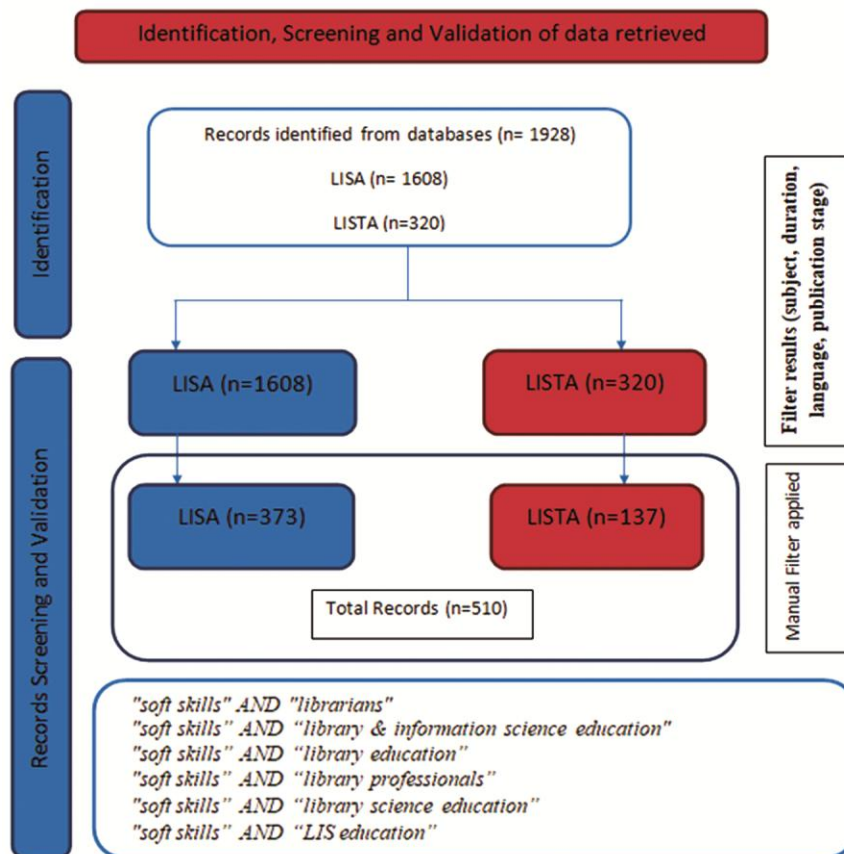 Identification, Screening and Validation of data retrieved
Identification
Records identified from databases (n= 1928)
LISA (n= 1608)
LISTA (n=320)
Filter results (subject, duration,
language, publication stage)
LISA (n=1608)
LISTA (n=320)
Records Screening and Validation
LISA (n=373)
LISTA (n=137)
Total Records (n=510)
Manual Filter applied
"soft skills" AND "librarians"
"soft skills” AND “library & information science education"
"soft skills” AND “library education”
"soft skills” AND “library professionals”
"soft skills” AND “library science education”
"soft skills” AND “LIS education”